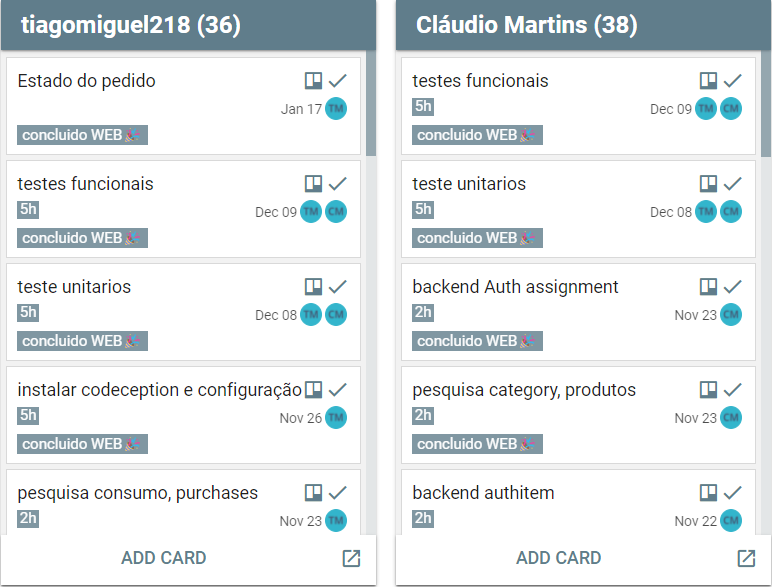 tiagomiguel218 (36)
Estado do pedido
Jan 17 TM
concluido WEB🎉
testes funcionais
5h
Dec 09 TM CM
concluido WEB🎉
teste unitarios
5h
Dec 08 TM CM
concluido WEB🎉
instalar codeception e configuração
5h
Nov 26 TM
concluido WEB🎉
pesquisa consumo, purchases
2h
Nov 23 TM
ADD CARD
Cláudio Martins (38)
testes funcionais
5h
Dec 09 TM CM
concluido WEB🎉
teste unitarios
5h
Dec 08 TM CM
concluido WEB🎉
backend Auth assignment
2h
Nov 23 CM
concluido WEB🎉
pesquisa category, produtos
2h
Nov 23 CM
concluido WEB🎉
backend authitem
2h
Nov 22 CM
ADD CARD